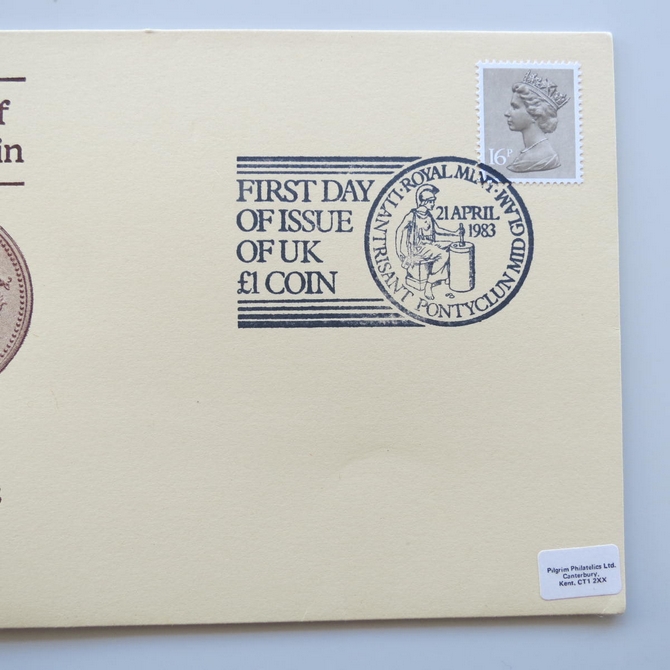 f
in
16P
FIRST DAY
OF ISSUE
OF UK
£1 COIN
·ROYAL MINT·
LLANTRISANT PONTYCLUN MID GLAM
21 APRIL
1983
Pilgrim Philatelics Ltd.
Canterbury,
Kent. CT1 2XX